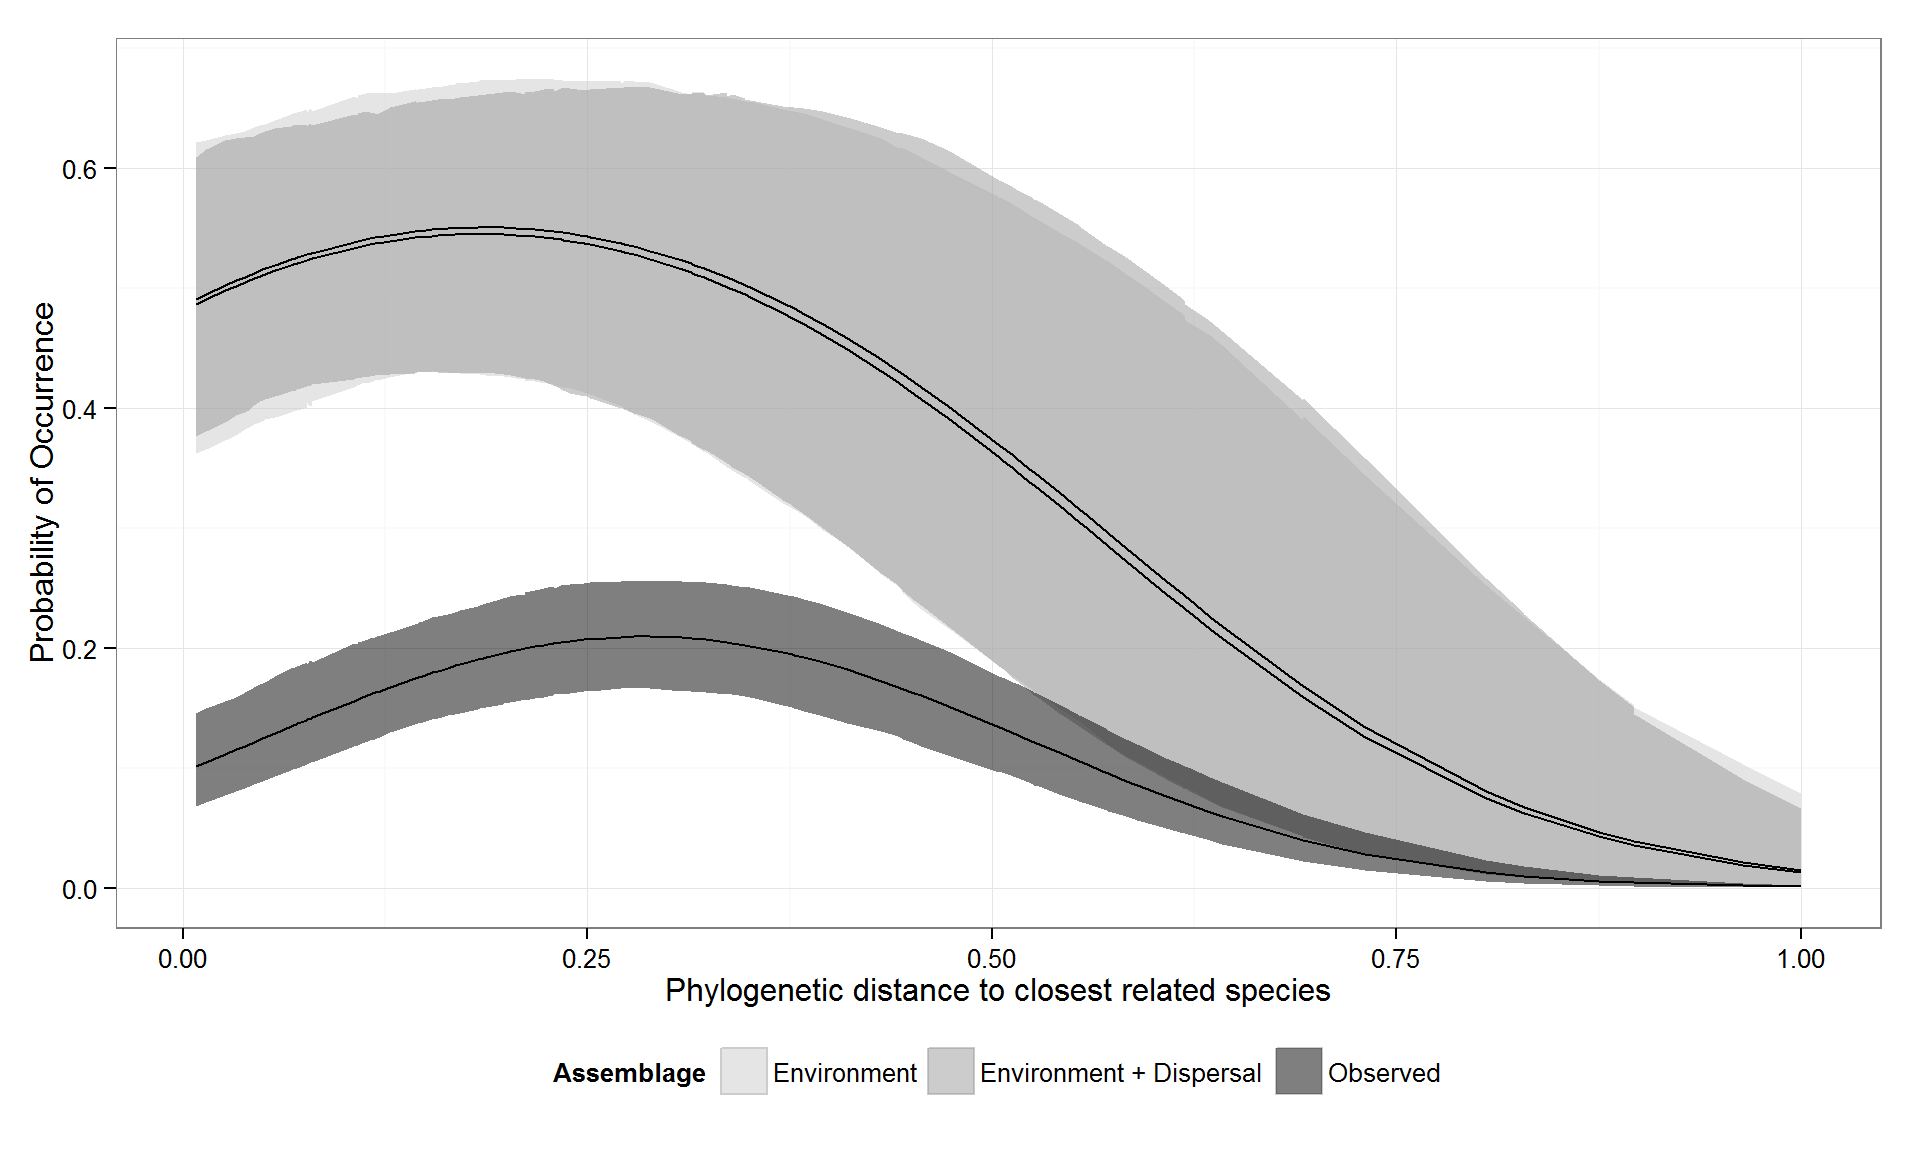 Probability of Occurrence
0.6
0.4
0.2
0.0
0.00 0.25 0.50 0.75 1.00
Phylogenetic distance to closest related species
Assemblage Environment Environment + Dispersal Observed